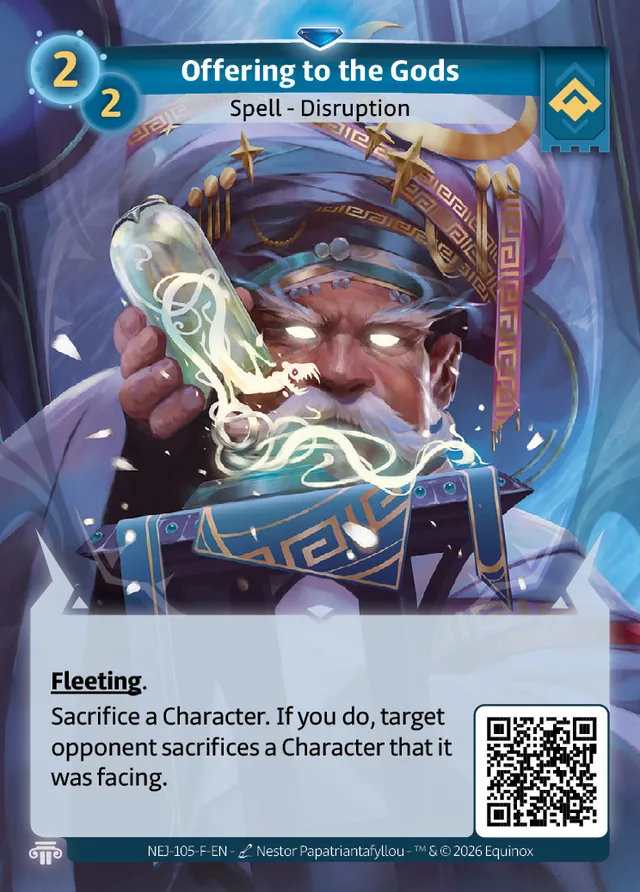 2
2
Offering to the Gods
Spell - Disruption
Fleeting.
Sacrifice a Character. If you do, target
opponent sacrifices a Character that it
was facing.
NEJ-105-F-EN - Nestor Papatriantafyllou - ™ & © 2026 Equinox